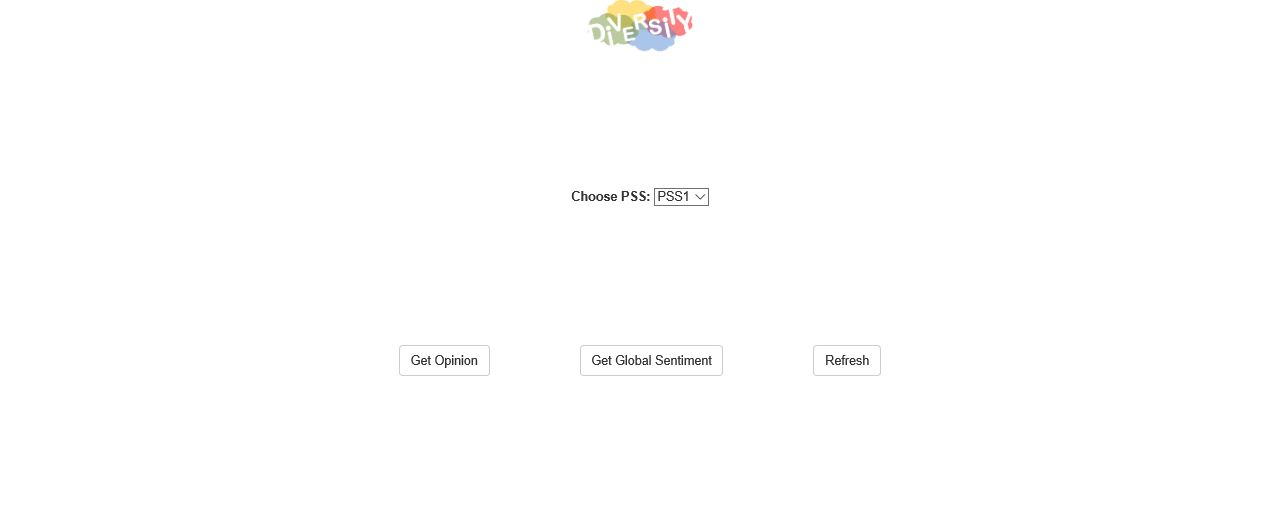 DiVERSiTY
Choose PSS: PSS1
Get Opinion Get Global Sentiment Refresh